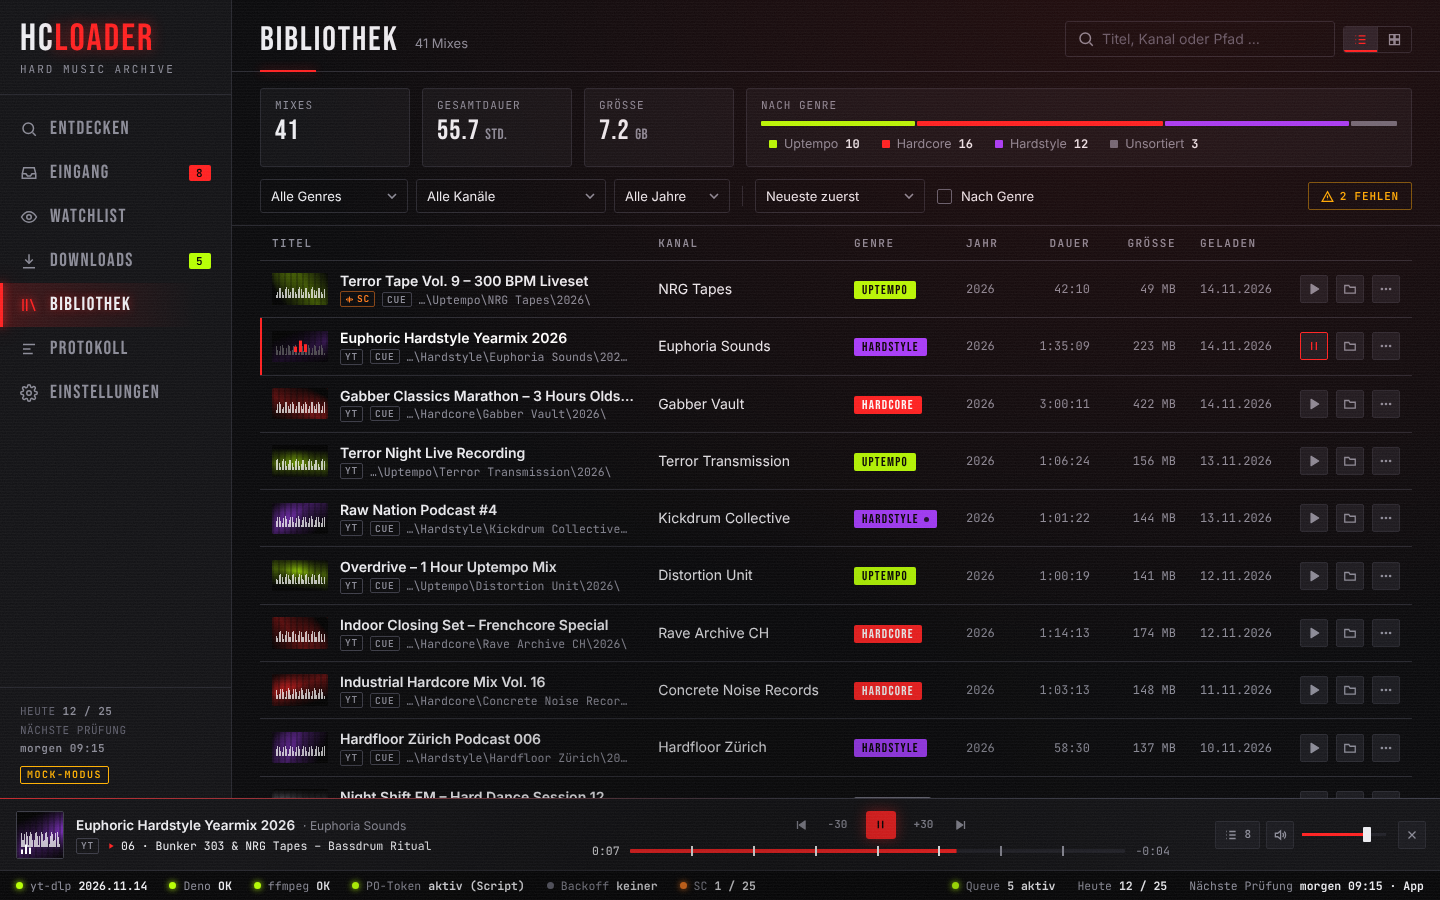 HCLOADER
HARD MUSIC ARCHIVE
ENTDECKEN
EINGANG 8
WATCHLIST
DOWNLOADS 5
BIBLIOTHEK
PROTOKOLL
EINSTELLUNGEN
HEUTE 12 / 25
NÄCHSTE PRÜFUNG
morgen 09:15
MOCK-MODUS
BIBLIOTHEK 41 Mixes
Titel, Kanal oder Pfad ...
MIXES
41
GESAMTDAUER
55.7 STD.
GRÖSSE
7.2 GB
NACH GENRE
Uptempo 10 Hardcore 16 Hardstyle 12 Unsortiert 3
Alle Genres Alle Kanäle Alle Jahre Neueste zuerst Nach Genre 2 FEHLEN
TITEL KANAL GENRE JAHR DAUER GRÖSSE GELADEN
Terror Tape Vol. 9 – 300 BPM Liveset
SC CUE …\Uptempo\NRG Tapes\2026\
NRG Tapes UPTEMPO 2026 42:10 49 MB 14.11.2026
Euphoric Hardstyle Yearmix 2026
YT CUE …\Hardstyle\Euphoria Sounds\202…
Euphoria Sounds HARDSTYLE 2026 1:35:09 223 MB 14.11.2026
Gabber Classics Marathon – 3 Hours Olds…
YT CUE …\Hardcore\Gabber Vault\2026\
Gabber Vault HARDCORE 2026 3:00:11 422 MB 14.11.2026
Terror Night Live Recording
YT …\Uptempo\Terror Transmission\2026\
Terror Transmission UPTEMPO 2026 1:06:24 156 MB 13.11.2026
Raw Nation Podcast #4
YT CUE …\Hardstyle\Kickdrum Collective…
Kickdrum Collective HARDSTYLE 2026 1:01:22 144 MB 13.11.2026
Overdrive – 1 Hour Uptempo Mix
YT CUE …\Uptempo\Distortion Unit\2026\
Distortion Unit UPTEMPO 2026 1:00:19 141 MB 12.11.2026
Indoor Closing Set – Frenchcore Special
YT CUE …\Hardcore\Rave Archive CH\2026\
Rave Archive CH HARDCORE 2026 1:14:13 174 MB 12.11.2026
Industrial Hardcore Mix Vol. 16
YT CUE …\Hardcore\Concrete Noise Recor…
Concrete Noise Records HARDCORE 2026 1:03:13 148 MB 11.11.2026
Hardfloor Zürich Podcast 006
YT CUE …\Hardstyle\Hardfloor Zürich\20…
Hardfloor Zürich HARDSTYLE 2026 58:30 137 MB 10.11.2026
Night Shift FM – Hard Dance Session 12
Euphoric Hardstyle Yearmix 2026 · Euphoria Sounds
YT 06 · Bunker 303 & NRG Tapes – Bassdrum Ritual
-30 +30
0:07 -0:04
8
yt-dlp 2026.11.14 Deno OK ffmpeg OK PO-Token aktiv (Script) Backoff keiner SC 1 / 25 Queue 5 aktiv Heute 12 / 25 Nächste Prüfung morgen 09:15 · App